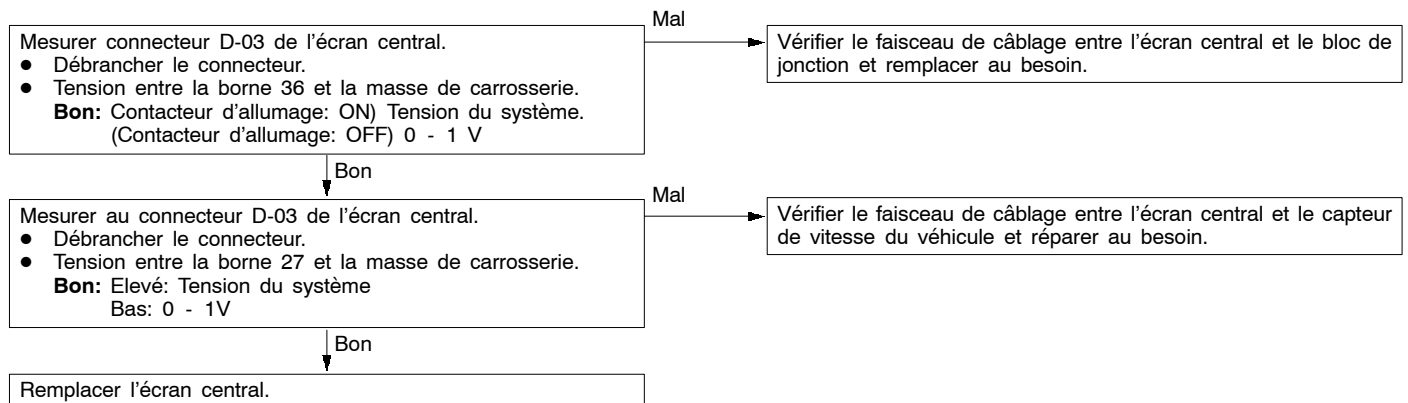 Mesurer connecteur D-03 de l'écran central.
● Débrancher le connecteur.
● Tension entre la borne 36 et la masse de carrosserie.
Bon: Contacteur d'allumage: ON) Tension du système.
(Contacteur d'allumage: OFF) 0 - 1 V
Mal
Vérifier le faisceau de câblage entre l'écran central et le bloc de
jonction et remplacer au besoin.
Bon
Mesurer au connecteur D-03 de l'écran central.
● Débrancher le connecteur.
● Tension entre la borne 27 et la masse de carrosserie.
Bon: Elevé: Tension du système
Bas: 0 - 1V
Mal
Vérifier le faisceau de câblage entre l'écran central et le capteur
de vitesse du véhicule et réparer au besoin.
Bon
Remplacer l'écran central.